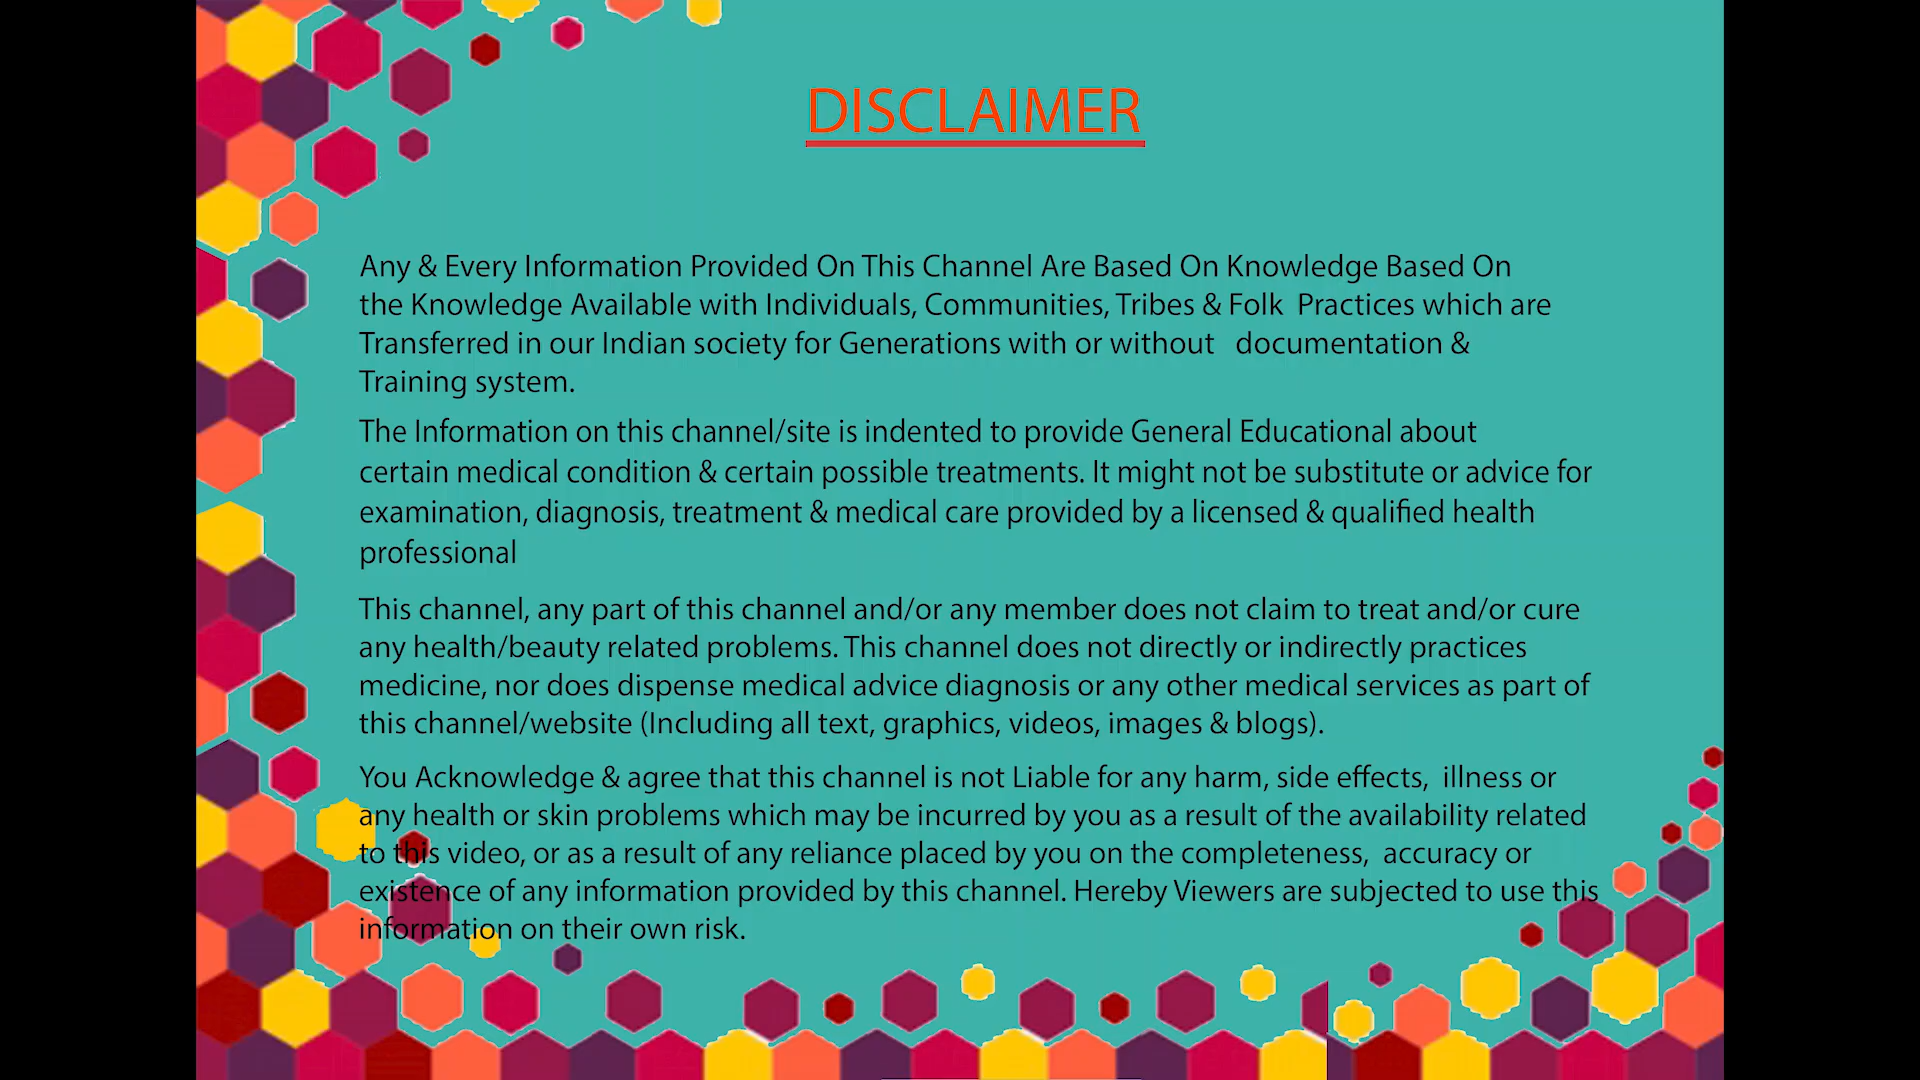 DISCLAIMER
Any & Every Information Provided On This Channel Are Based On Knowledge Based On
the Knowledge Available with Individuals, Communities, Tribes & Folk  Practices which are
Transferred in our Indian society for Generations with or without   documentation &
Training system.
The Information on this channel/site is indented to provide General Educational about
certain medical condition & certain possible treatments. It might not be substitute or advice for
examination, diagnosis, treatment & medical care provided by a licensed & qualified health
professional
This channel, any part of this channel and/or any member does not claim to treat and/or cure
any health/beauty related problems. This channel does not directly or indirectly practices
medicine, nor does dispense medical advice diagnosis or any other medical services as part of
this channel/website (Including all text, graphics, videos, images & blogs).
You Acknowledge & agree that this channel is not Liable for any harm, side effects,  illness or
any health or skin problems which may be incurred by you as a result of the availability related
to this video, or as a result of any reliance placed by you on the completeness,  accuracy or
existence of any information provided by this channel. Hereby Viewers are subjected to use this
information on their own risk.